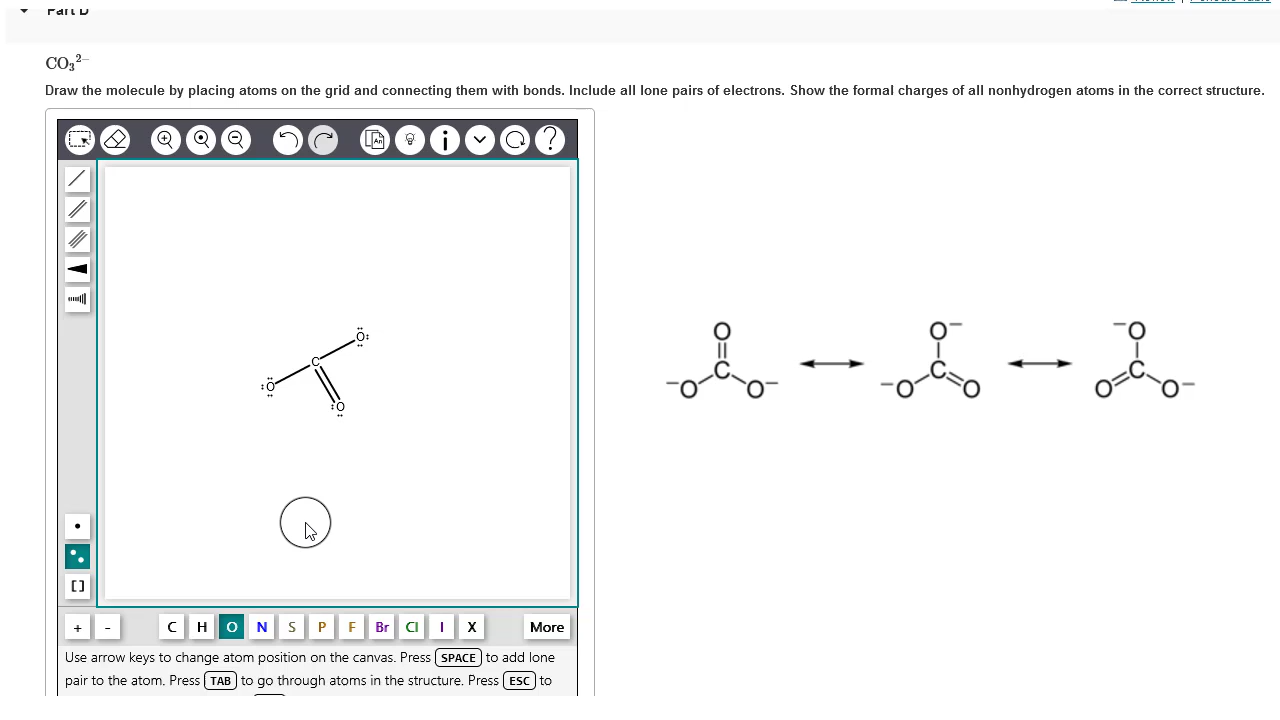 Part D
CO₃²⁻
Draw the molecule by placing atoms on the grid and connecting them with bonds. Include all lone pairs of electrons. Show the formal charges of all nonhydrogen atoms in the correct structure.
An i ?
:Ö:
C
:Ö:
:O
[ ]
+ - C H O N S P F Br Cl I X More
Use arrow keys to change atom position on the canvas. Press SPACE to add lone
pair to the atom. Press TAB to go through atoms in the structure. Press ESC to
O O⁻ ⁻O
C C C
⁻O O⁻ ⁻O O O O⁻